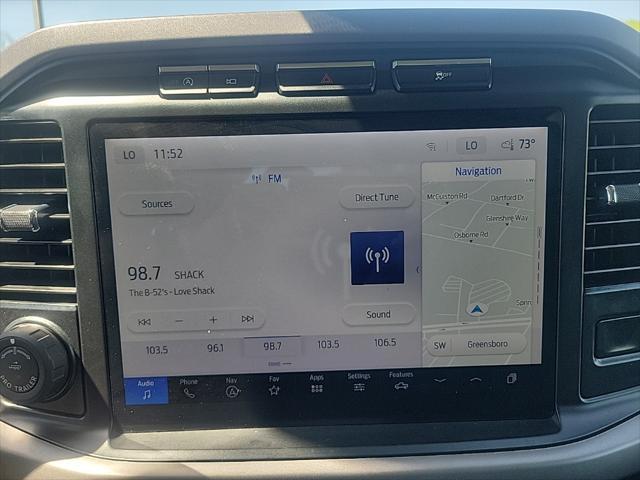 OFF
LO 11:52 LO 73°
FM
Navigation
Sources Direct Tune
McCuiston Rd Dartford Dr
Glenshire Way
Osborne Rd
98.7 SHACK
The B-52's - Love Shack
Sound
SW Greensboro
103.5 96.1 98.7 103.5 106.5
Audio Phone Nav Fav Apps Settings Features
PRO TRAILER